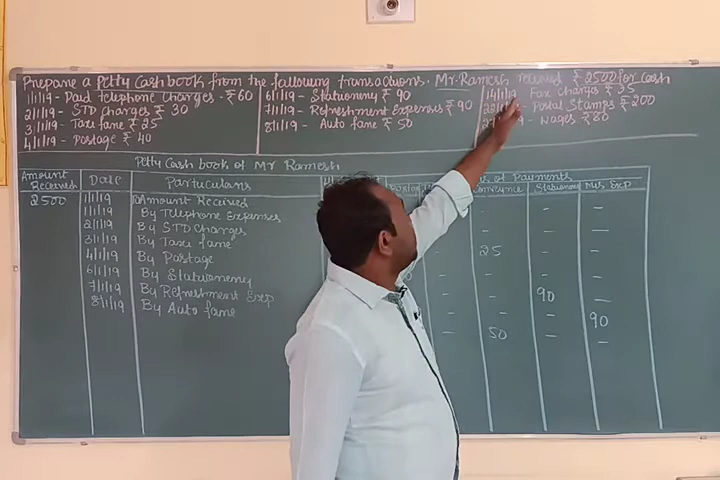 Prepare a Petty Cash book from the following transactions. Mr. Ramesh received ₹ 2500 for Cash
1/1/19 - Paid Telephone Charges - ₹ 60
2/1/19 - STD Charges ₹ 30
3/1/19 - Taxi fare ₹ 25
4/1/19 - Postage ₹ 40
6/1/19 - Stationery ₹ 90
7/1/19 - Refreshment Expenses ₹ 90
8/1/19 - Auto fare ₹ 50
14/1/19 - Fax Charges ₹ 35
- Postal Stamps ₹ 200
- Wages ₹ 80
Petty Cash book of Mr Ramesh
Amount Received Date Particulars of Payments
Conveyance Stationery Mis. Exp
2500 1/1/19 Amount Received
1/1/19 By Telephone Expenses - - -
2/1/19 By STD Charges - - -
3/1/19 By Taxi fare 25 - -
4/1/19 By Postage - - -
6/1/19 By Stationery - 90 -
7/1/19 By Refreshment Exp - - 90
8/1/19 By Auto fare - 50 - -